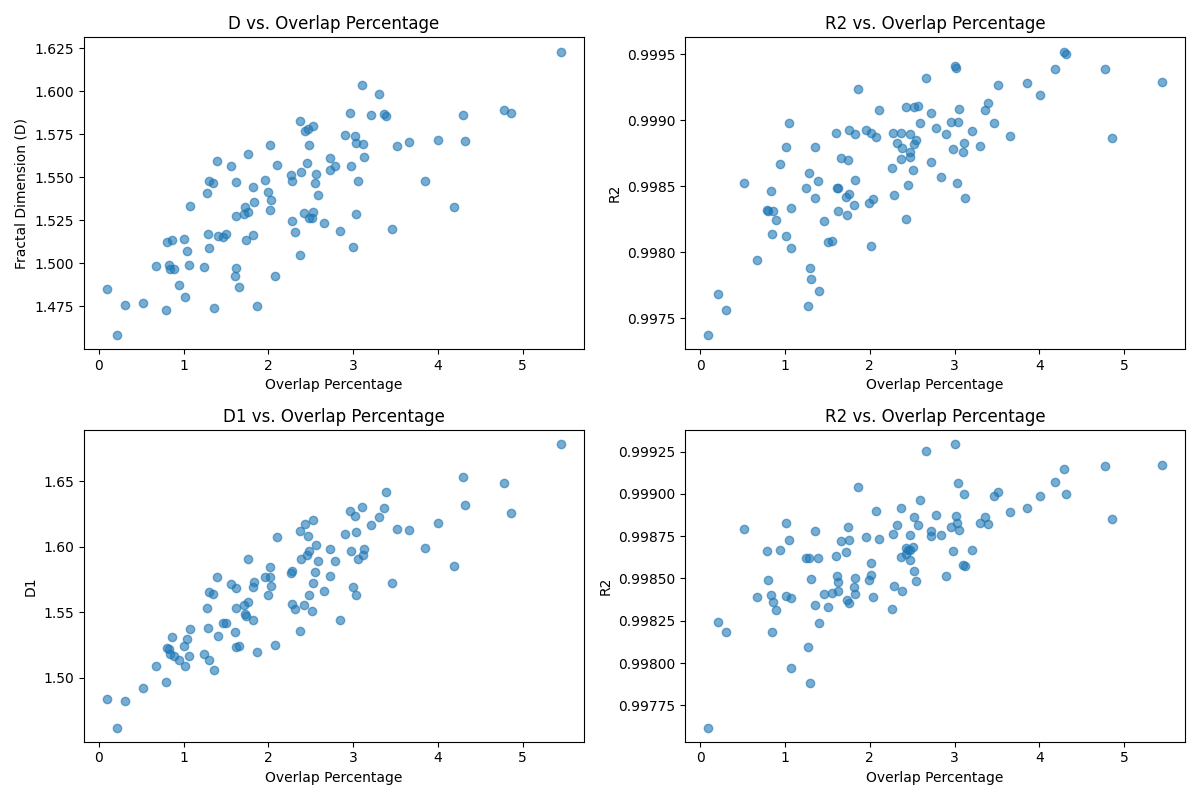 D vs. Overlap Percentage
Fractal Dimension (D)
1.625
1.600
1.575
1.550
1.525
1.500
1.475
0 1 2 3 4 5
Overlap Percentage
R2 vs. Overlap Percentage
R2
0.9995
0.9990
0.9985
0.9980
0.9975
0 1 2 3 4 5
Overlap Percentage
D1 vs. Overlap Percentage
D1
1.65
1.60
1.55
1.50
0 1 2 3 4 5
Overlap Percentage
R2 vs. Overlap Percentage
R2
0.99925
0.99900
0.99875
0.99850
0.99825
0.99800
0.99775
0 1 2 3 4 5
Overlap Percentage